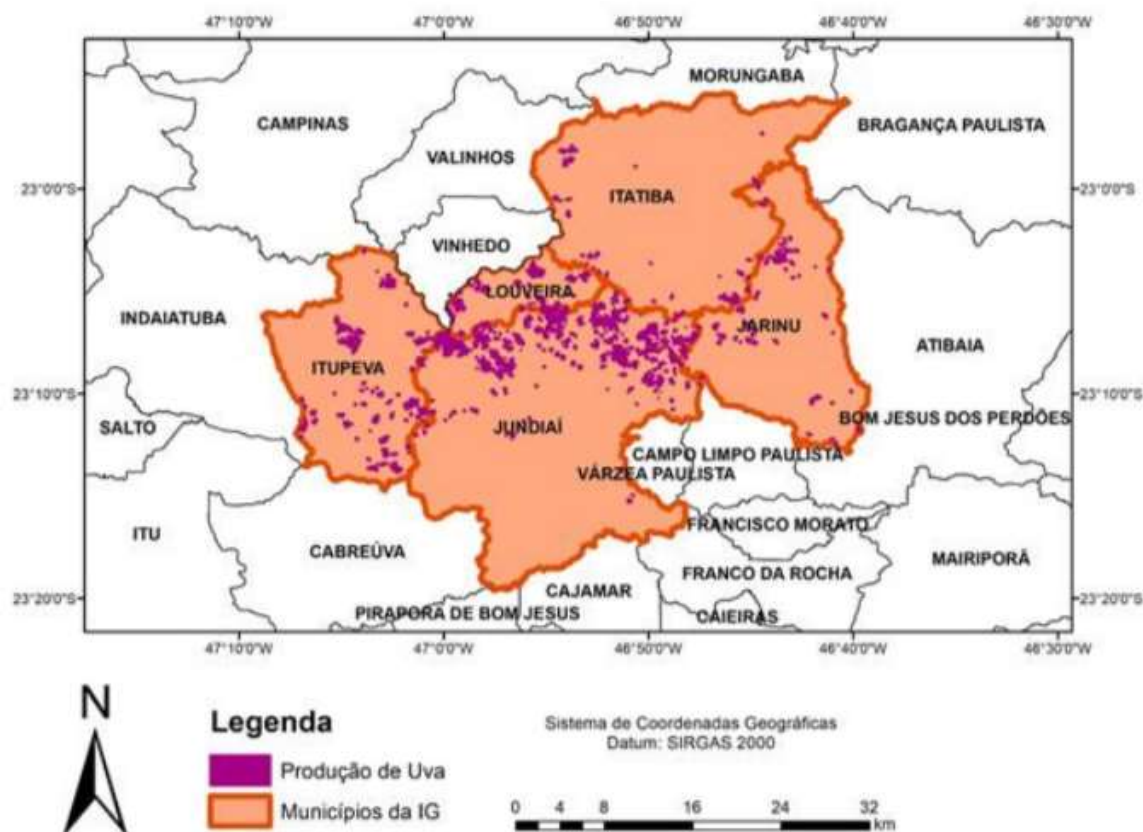 47°10'0"W 47°0'0"W 46°50'0"W 46°40'0"W 46°30'0"W
MORUNGABA
CAMPINAS
BRAGANÇA PAULISTA
VALINHOS
23°0'0"S 23°0'0"S
ITATIBA
VINHEDO
LOUVEIRA
INDAIATUBA
JARINU
ATIBAIA
ITUPEVA
23°10'0"S 23°10'0"S
BOM JESUS DOS PERDÕES
SALTO
JUNDIAÍ
CAMPO LIMPO PAULISTA
VÁRZEA PAULISTA
FRANCISCO MORATO
ITU
CABREÚVA
MAIRIPORÃ
FRANCO DA ROCHA
CAJAMAR
23°20'0"S 23°20'0"S
PIRAPORA DE BOM JESUS
CAIEIRAS
47°10'0"W 47°0'0"W 46°50'0"W 46°40'0"W 46°30'0"W
N
Legenda
Produção de Uva
Municípios da IG
Sistema de Coordenadas Geográficas
Datum: SIRGAS 2000
0 4 8 16 24 32
km